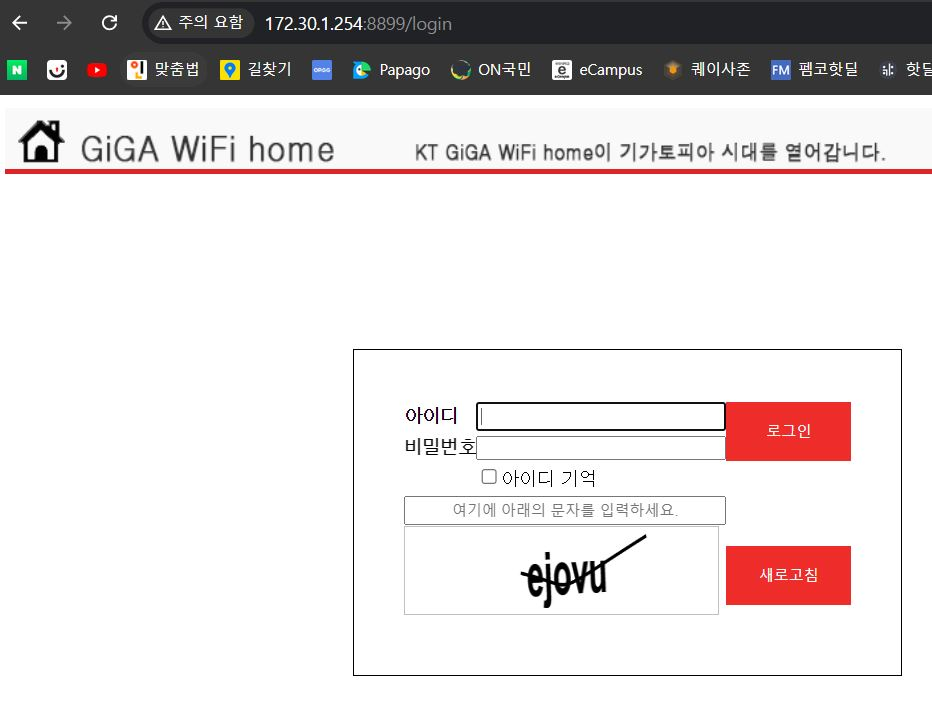 주의 요함 172.30.1.254:8899/login
맞춤법 길찾기 OPGG Papago ON국민 eCampus 퀘이사존 FM 펨코핫딜 핫딜
GiGA WiFi home KT GiGA WiFi home이 기가토피아 시대를 열어갑니다.
아이디
로그인
비밀번호
아이디 기억
여기에 아래의 문자를 입력하세요.
ejovu
새로고침